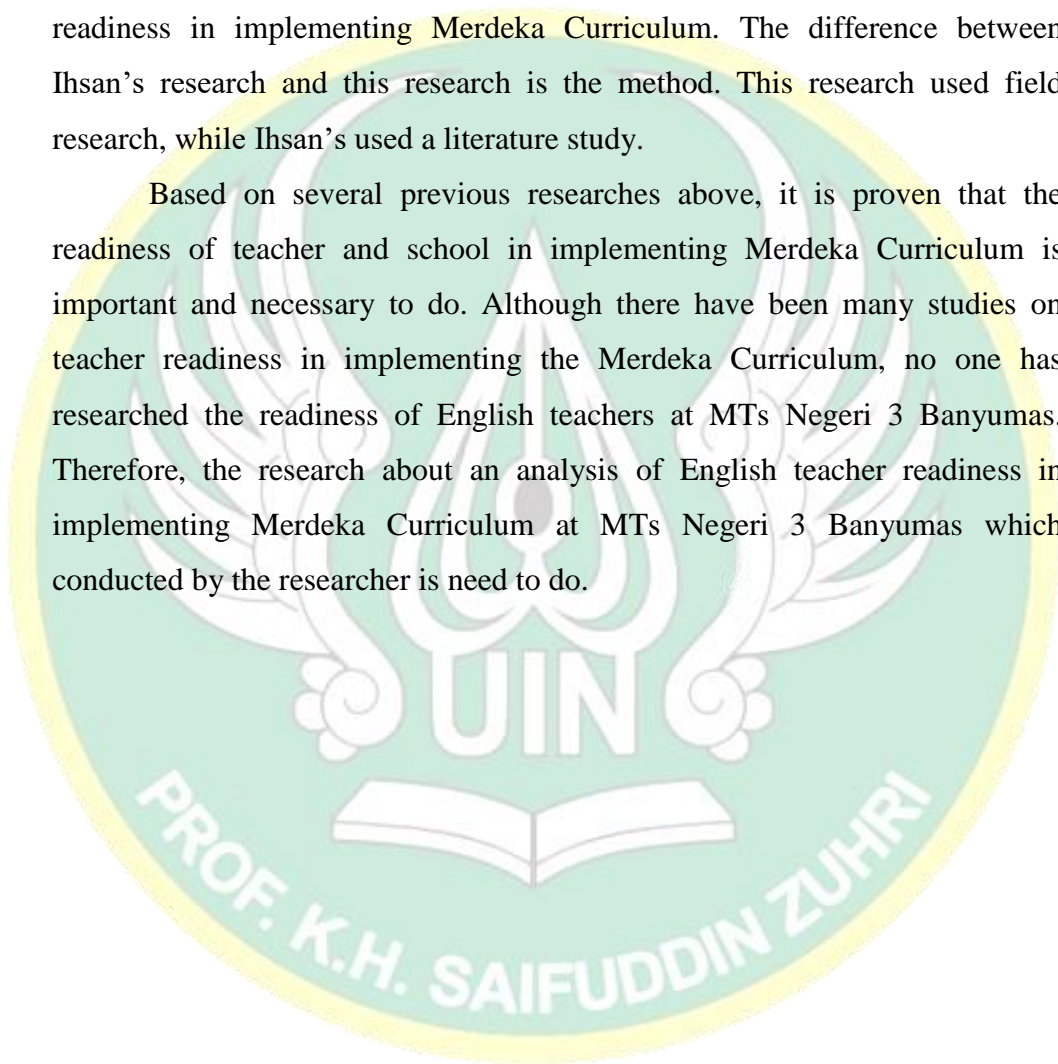 readiness in implementing Merdeka Curriculum. The difference between
Ihsan’s research and this research is the method. This research used field
research, while Ihsan’s used a literature study.
Based on several previous researches above, it is proven that the
readiness of teacher and school in implementing Merdeka Curriculum is
important and necessary to do. Although there have been many studies on
teacher readiness in implementing the Merdeka Curriculum, no one has
researched the readiness of English teachers at MTs Negeri 3 Banyumas.
Therefore, the research about an analysis of English teacher readiness in
implementing Merdeka Curriculum at MTs Negeri 3 Banyumas which
conducted by the researcher is need to do.
UIN
PROF. K.H. SAIFUDDIN ZUHRI